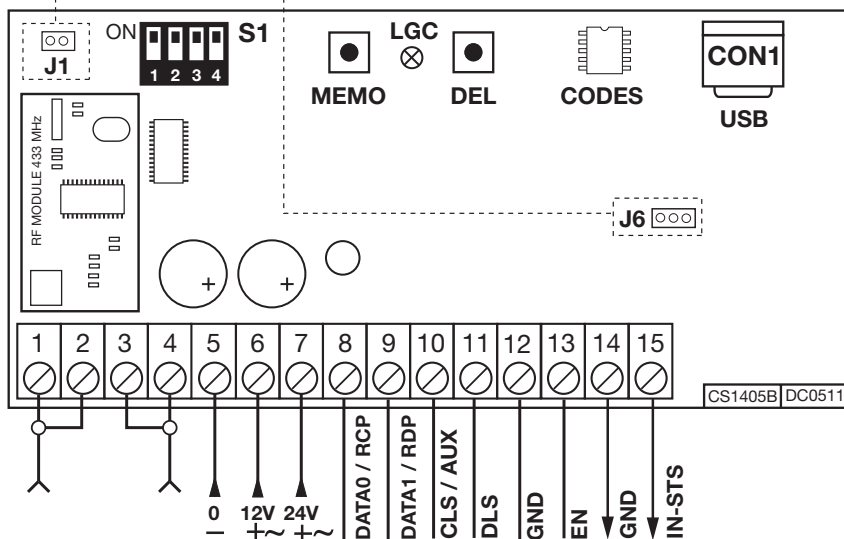 ON S1 LGC
J1
1 2 3 4
MEMO DEL CODES CON1
USB
RF MODULE 433 MHz
J6
+ +
1 2 3 4 5 6 7 8 9 10 11 12 13 14 15
CS1405B DC0511
0 12V 24V
− +~ +~
DATA0 / RCP
DATA1 / RDP
CLS / AUX
DLS
GND
EN
GND
IN-STS